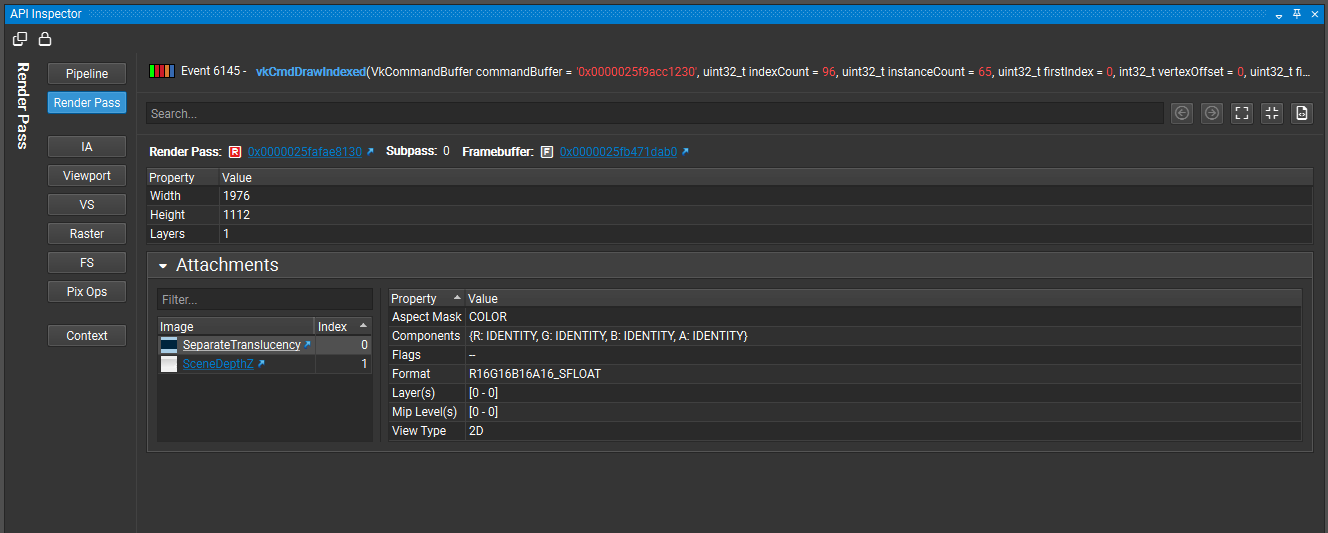 API Inspector
Render Pass
Pipeline
Render Pass
IA
Viewport
VS
Raster
FS
Pix Ops
Context
Event 6145 - vkCmdDrawIndexed(VkCommandBuffer commandBuffer = '0x0000025f9acc1230', uint32_t indexCount = 96, uint32_t instanceCount = 65, uint32_t firstIndex = 0, int32_t vertexOffset = 0, uint32_t fi...
Search...
Render Pass: R 0x0000025fafae8130 Subpass: 0 Framebuffer: F 0x0000025fb471dab0
Property Value
Width 1976
Height 1112
Layers 1
Attachments
Filter...
Image Index
SeparateTranslucency 0
SceneDepthZ 1
Property Value
Aspect Mask COLOR
Components {R: IDENTITY, G: IDENTITY, B: IDENTITY, A: IDENTITY}
Flags --
Format R16G16B16A16_SFLOAT
Layer(s) [0 - 0]
Mip Level(s) [0 - 0]
View Type 2D